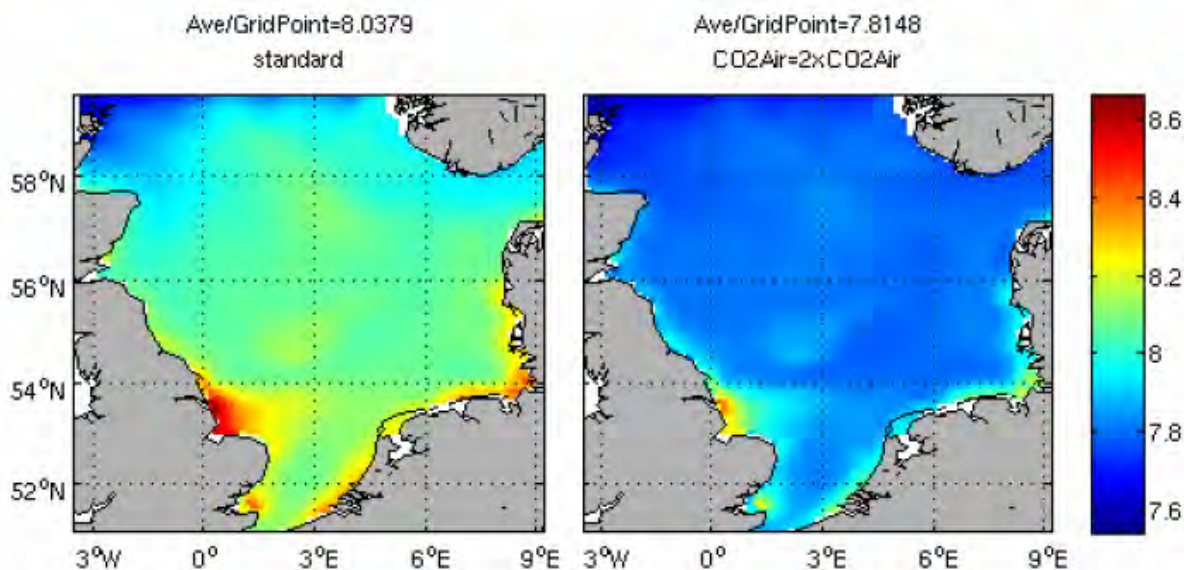 Ave/GridPoint=8.0379
standard
Ave/GridPoint=7.8148
CO2Air=2xCO2Air
58°N
56°N
54°N
52°N
3°W 0° 3°E 6°E 9°E
3°W 0° 3°E 6°E 9°E
8.6
8.4
8.2
8
7.8
7.6